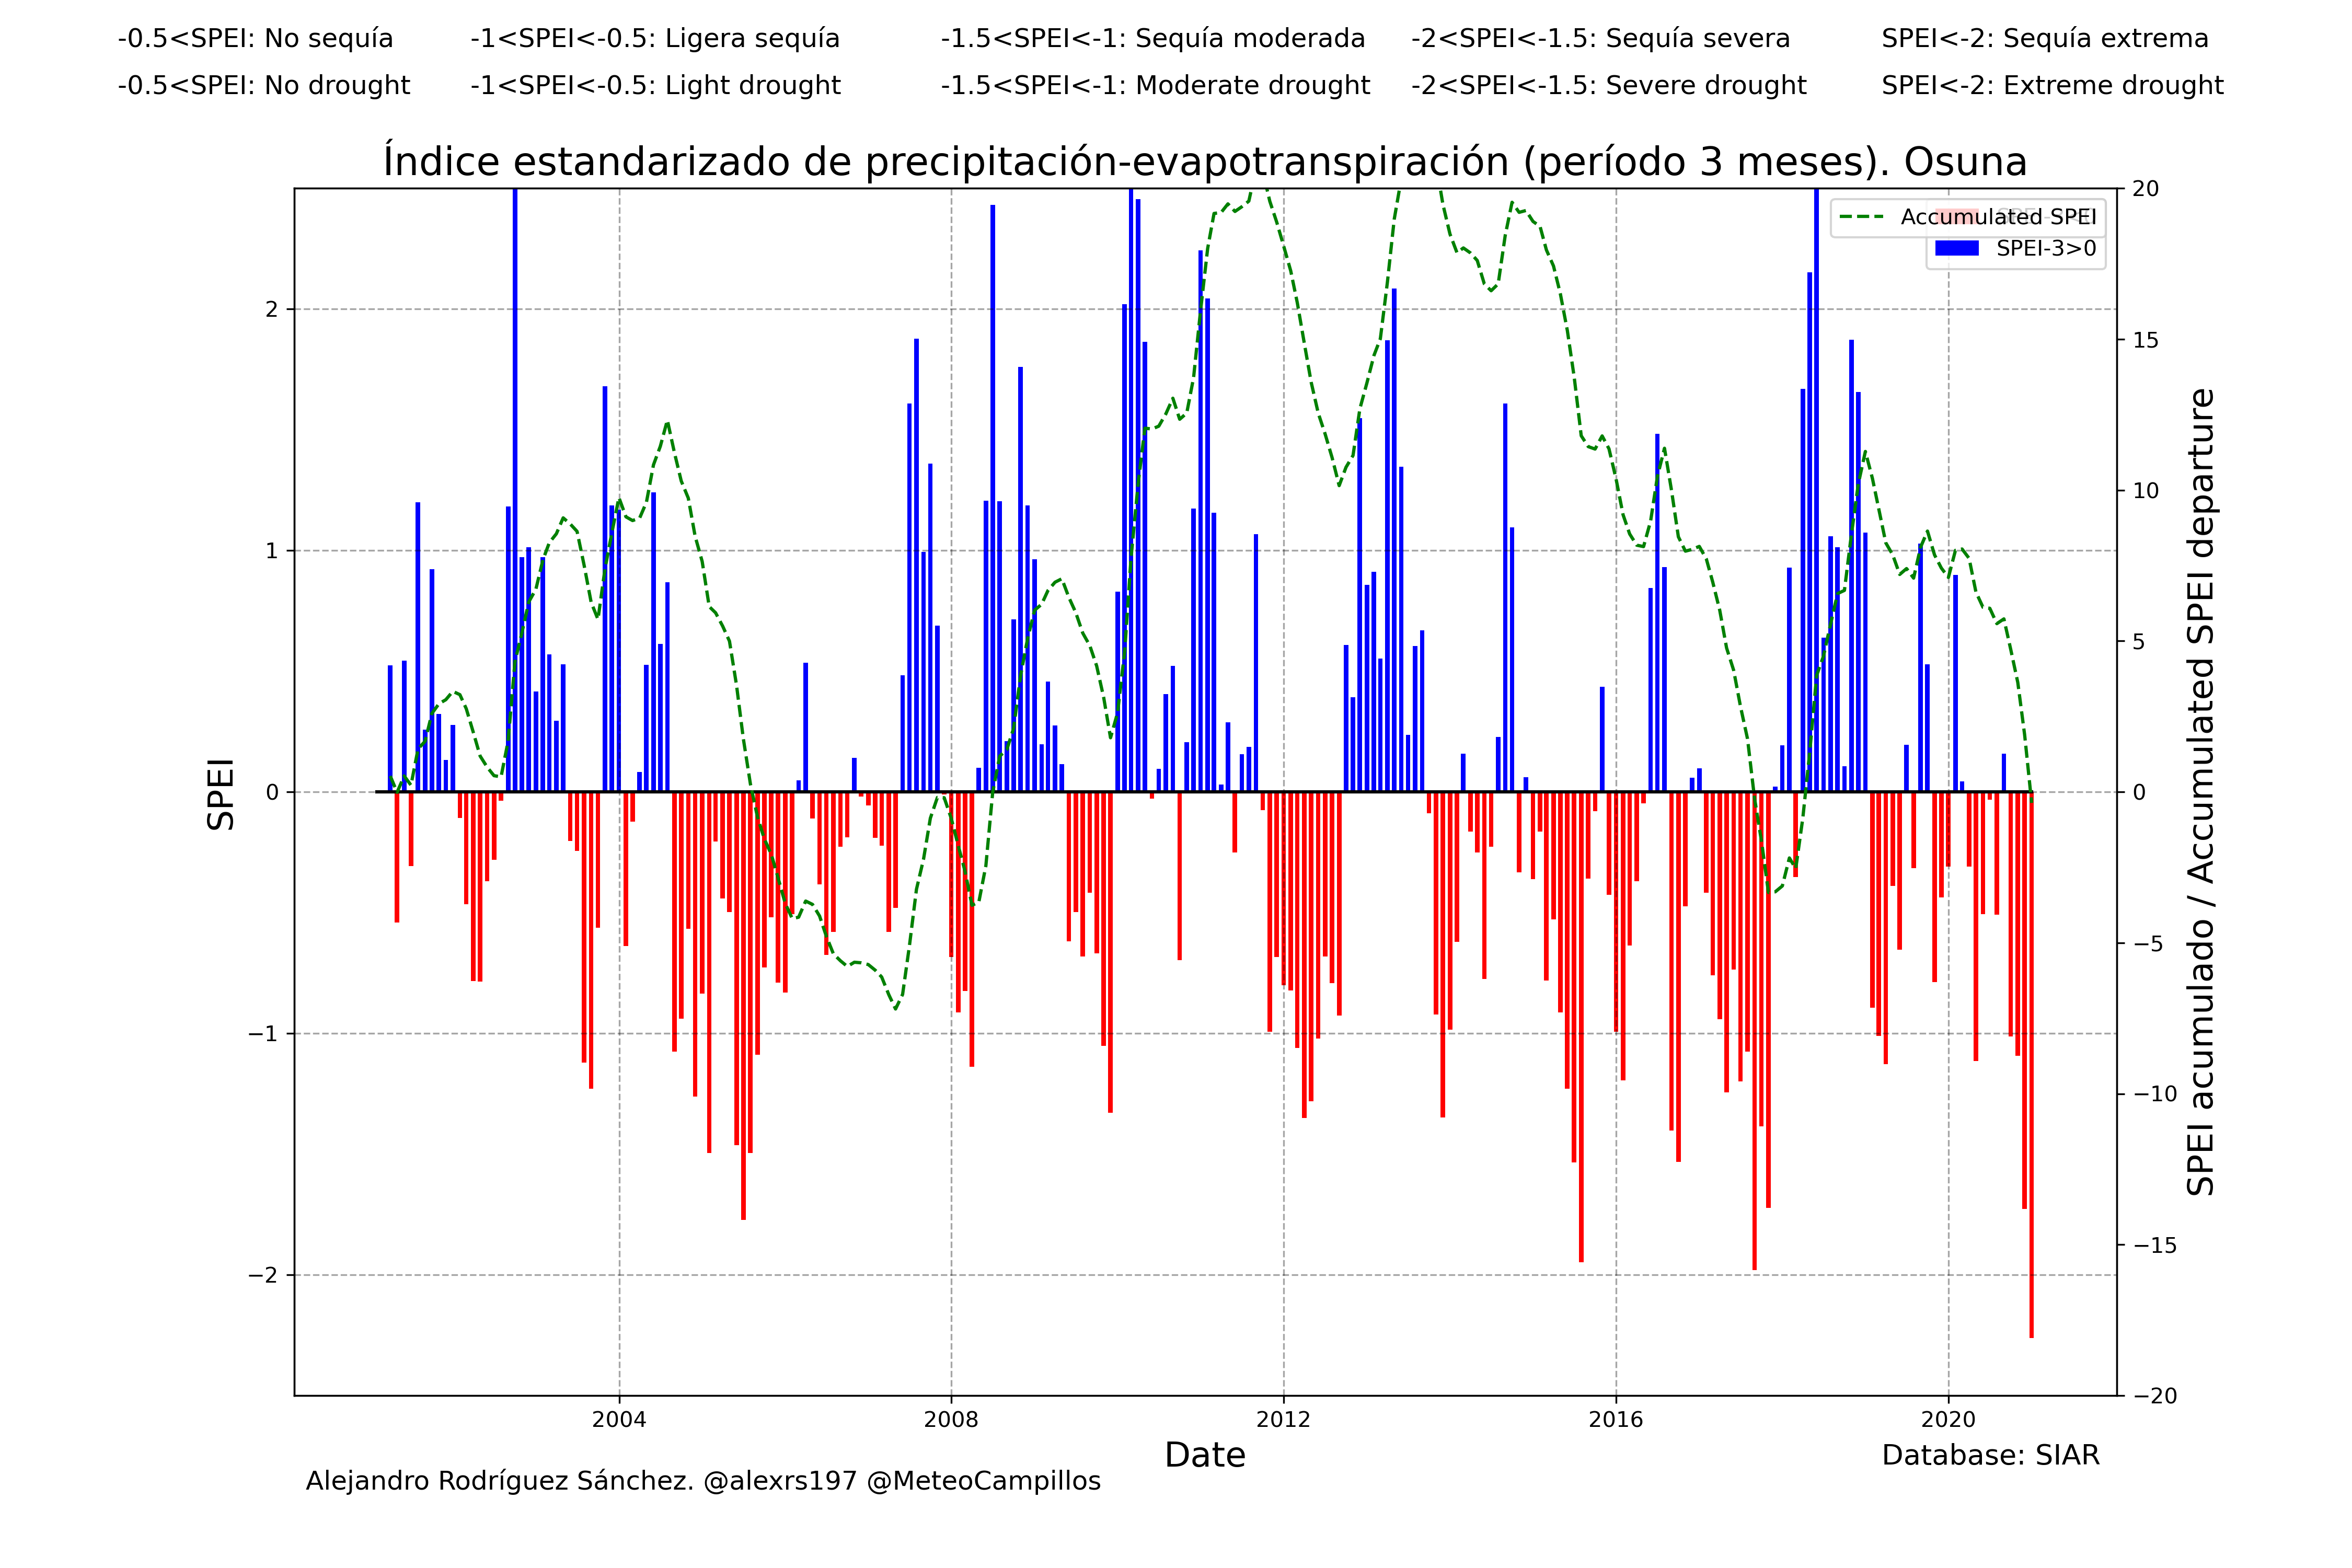 -0.5<SPEI: No sequía -1<SPEI<-0.5: Ligera sequía -1.5<SPEI<-1: Sequía moderada -2<SPEI<-1.5: Sequía severa SPEI<-2: Sequía extrema
-0.5<SPEI: No drought -1<SPEI<-0.5: Light drought -1.5<SPEI<-1: Moderate drought -2<SPEI<-1.5: Severe drought SPEI<-2: Extreme drought
Índice estandarizado de precipitación-evapotranspiración (período 3 meses). Osuna
Accumulated SPEI
SPEI-3>0
SPEI
2
1
0
−1
−2
20
15
10
5
0
−5
−10
−15
−20
SPEI acumulado / Accumulated SPEI departure
2004 2008 2012 2016 2020
Date
Database: SIAR
Alejandro Rodríguez Sánchez. @alexrs197 @MeteoCampillos